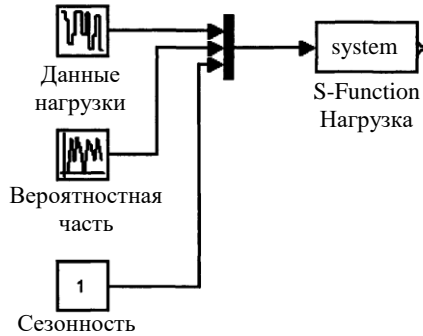 system
Данные
нагрузки
S-Function
Нагрузка
Вероятностная
часть
1
Сезонность